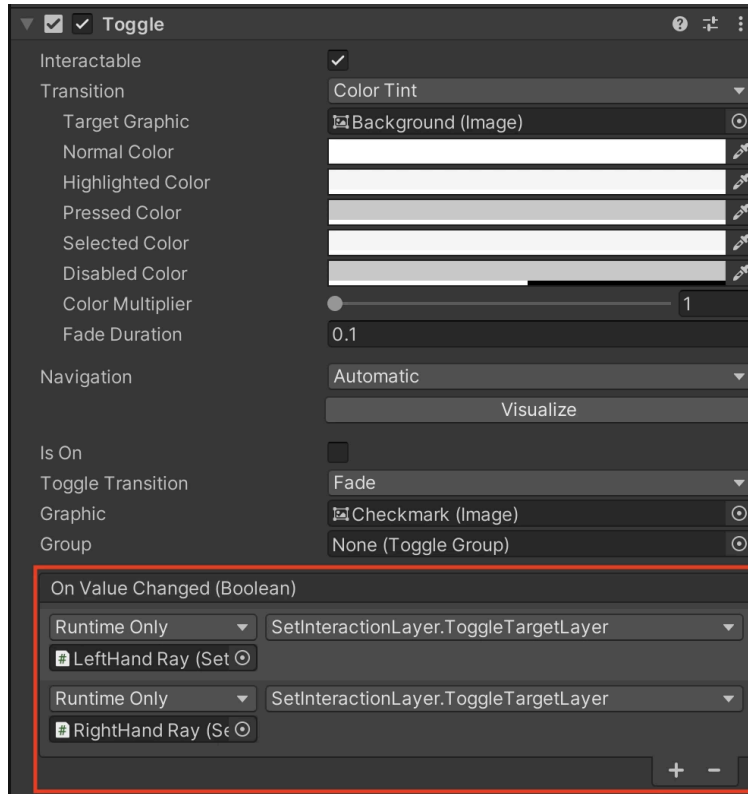 Toggle
Interactable
Transition Color Tint
Target Graphic Background (Image)
Normal Color
Highlighted Color
Pressed Color
Selected Color
Disabled Color
Color Multiplier 1
Fade Duration 0.1
Navigation Automatic
Visualize
Is On
Toggle Transition Fade
Graphic Checkmark (Image)
Group None (Toggle Group)
On Value Changed (Boolean)
Runtime Only SetInteractionLayer.ToggleTargetLayer
# LeftHand Ray (Set
Runtime Only SetInteractionLayer.ToggleTargetLayer
# RightHand Ray (Se
+ −